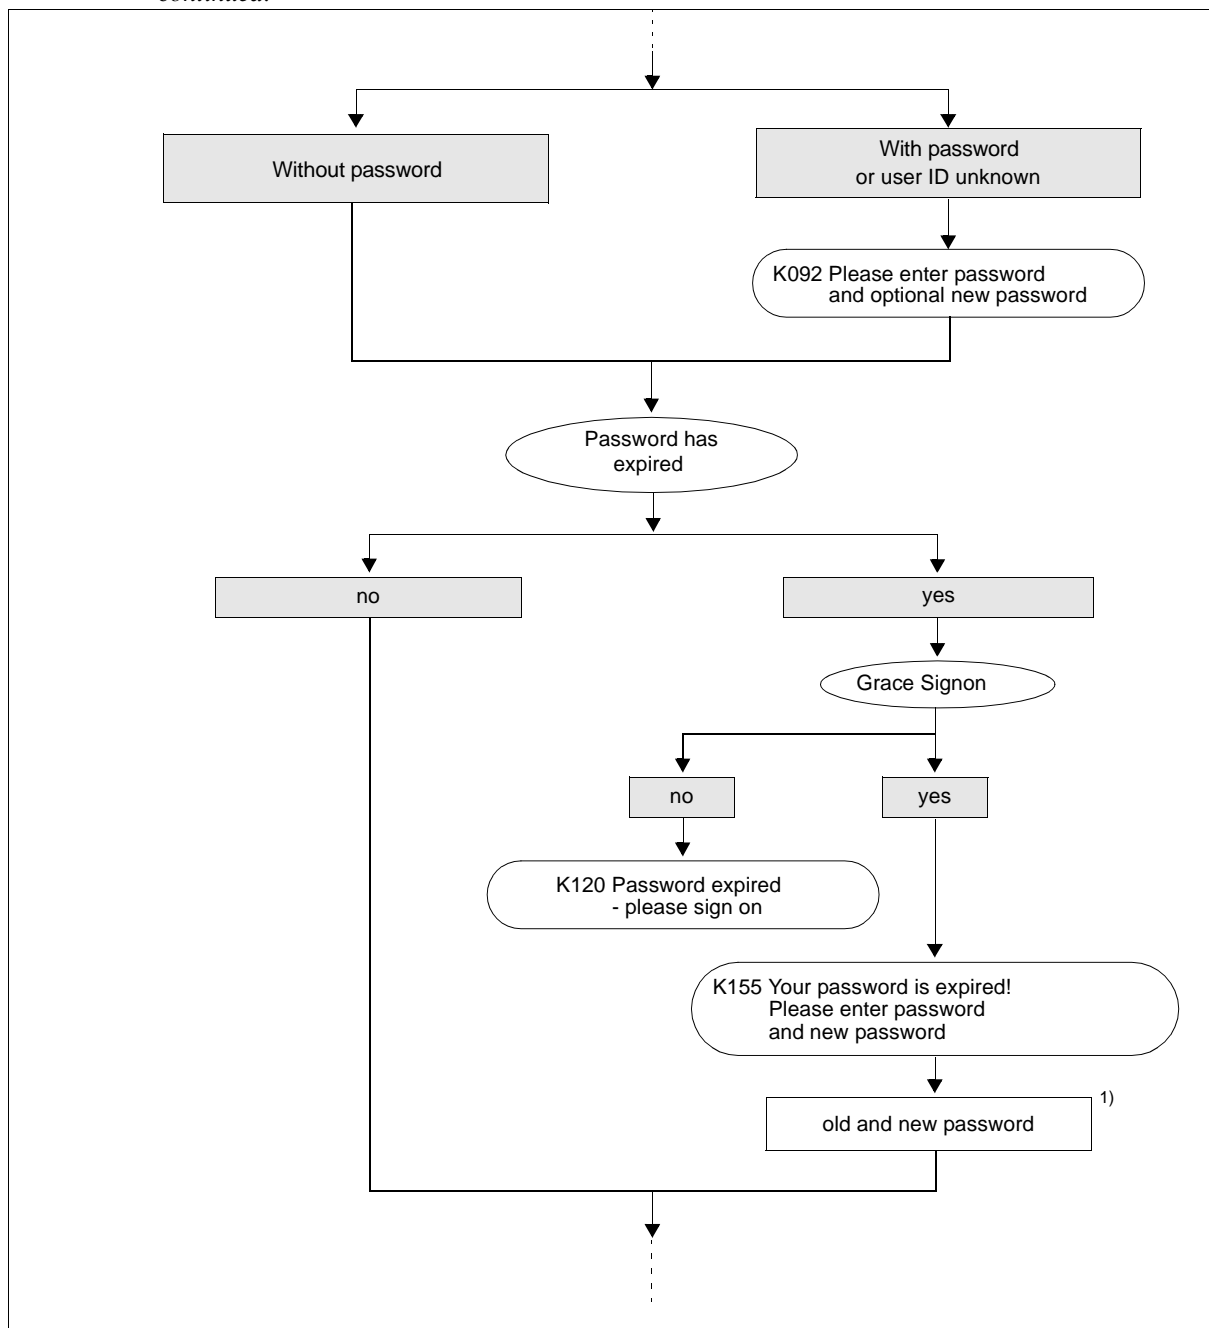 continued.
Without password
With password
or user ID unknown
K092 Please enter password
and optional new password
Password has
expired
no
yes
Grace Signon
no
yes
K120 Password expired
- please sign on
K155 Your password is expired!
Please enter password
and new password
old and new password
1)